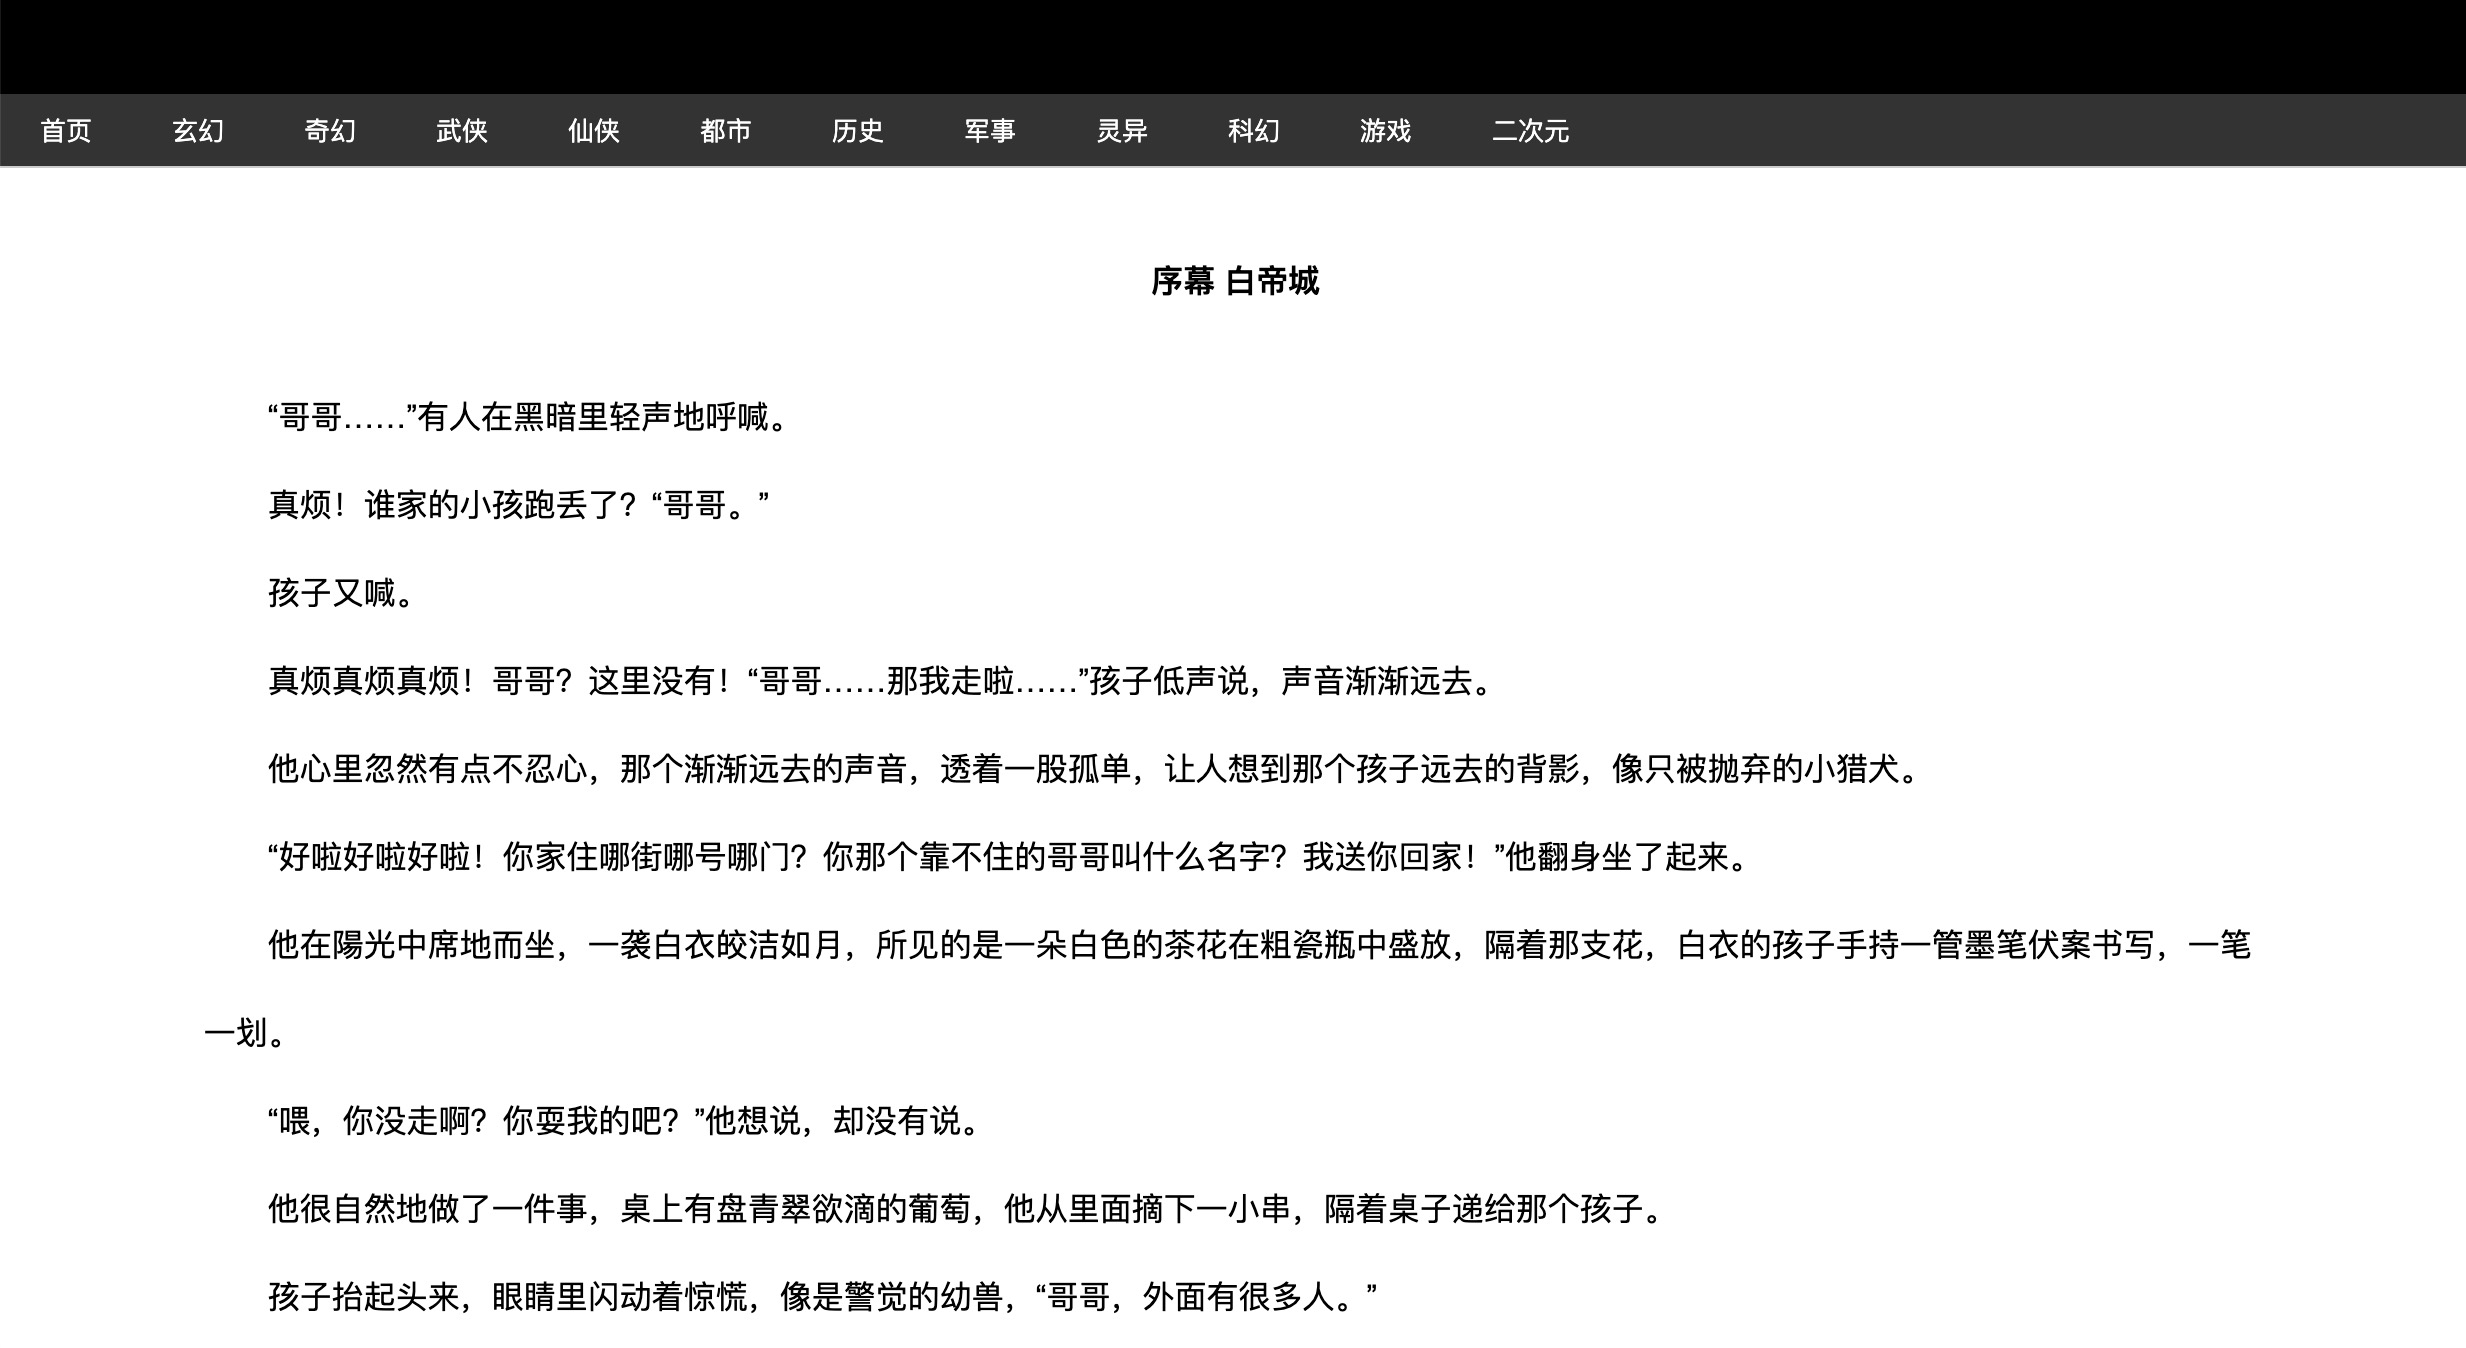 首页 玄幻 奇幻 武侠 仙侠 都市 历史 军事 灵异 科幻 游戏 二次元
序幕 白帝城
“哥哥……”有人在黑暗里轻声地呼喊。
真烦！谁家的小孩跑丢了？“哥哥。”
孩子又喊。
真烦真烦真烦！哥哥？这里没有！“哥哥……那我走啦……”孩子低声说，声音渐渐远去。
他心里忽然有点不忍心，那个渐渐远去的声音，透着一股孤单，让人想到那个孩子远去的背影，像只被抛弃的小猎犬。
“好啦好啦好啦！你家住哪街哪号哪门？你那个靠不住的哥哥叫什么名字？我送你回家！”他翻身坐了起来。
他在陽光中席地而坐，一袭白衣皎洁如月，所见的是一朵白色的茶花在粗瓷瓶中盛放，隔着那支花，白衣的孩子手持一管墨笔伏案书写，一笔
一划。
“喂，你没走啊？你耍我的吧？”他想说，却没有说。
他很自然地做了一件事，桌上有盘青翠欲滴的葡萄，他从里面摘下一小串，隔着桌子递给那个孩子。
孩子抬起头来，眼睛里闪动着惊慌，像是警觉的幼兽，“哥哥，外面有很多人。”